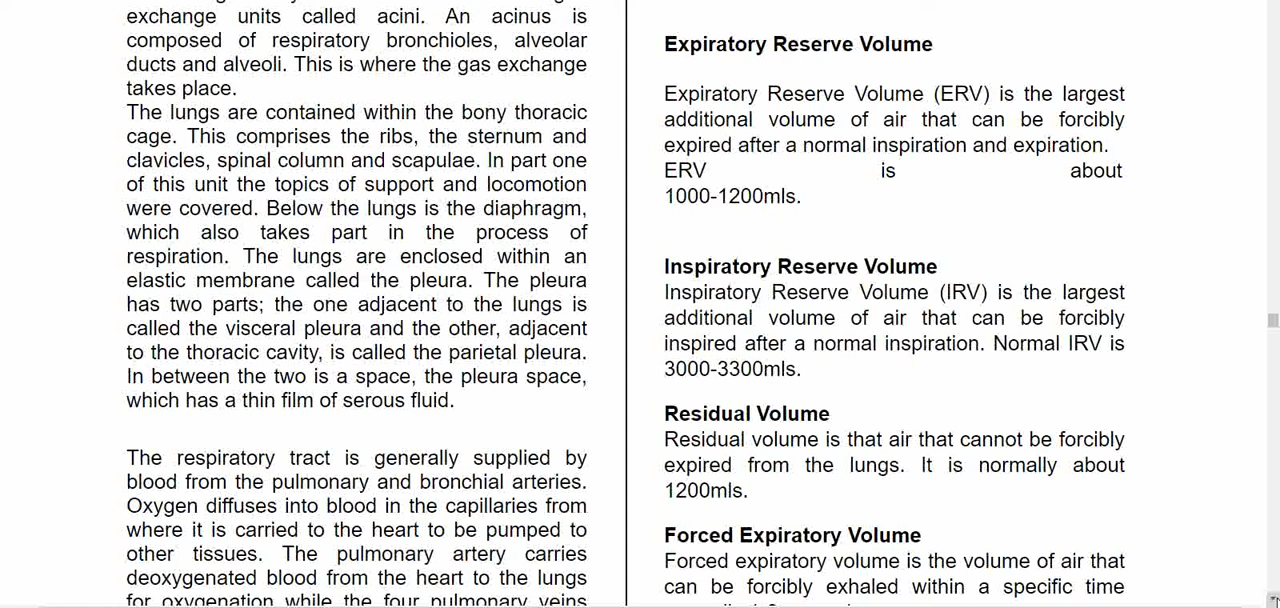 exchange units called acini. An acinus is
composed of respiratory bronchioles, alveolar
ducts and alveoli. This is where the gas exchange
takes place.
The lungs are contained within the bony thoracic
cage. This comprises the ribs, the sternum and
clavicles, spinal column and scapulae. In part one
of this unit the topics of support and locomotion
were covered. Below the lungs is the diaphragm,
which also takes part in the process of
respiration. The lungs are enclosed within an
elastic membrane called the pleura. The pleura
has two parts; the one adjacent to the lungs is
called the visceral pleura and the other, adjacent
to the thoracic cavity, is called the parietal pleura.
In between the two is a space, the pleura space,
which has a thin film of serous fluid.
The respiratory tract is generally supplied by
blood from the pulmonary and bronchial arteries.
Oxygen diffuses into blood in the capillaries from
where it is carried to the heart to be pumped to
other tissues. The pulmonary artery carries
deoxygenated blood from the heart to the lungs
for oxygenation while the four pulmonary veins
Expiratory Reserve Volume
Expiratory Reserve Volume (ERV) is the largest
additional volume of air that can be forcibly
expired after a normal inspiration and expiration.
ERV is about
1000-1200mls.
Inspiratory Reserve Volume
Inspiratory Reserve Volume (IRV) is the largest
additional volume of air that can be forcibly
inspired after a normal inspiration. Normal IRV is
3000-3300mls.
Residual Volume
Residual volume is that air that cannot be forcibly
expired from the lungs. It is normally about
1200mls.
Forced Expiratory Volume
Forced expiratory volume is the volume of air that
can be forcibly exhaled within a specific time